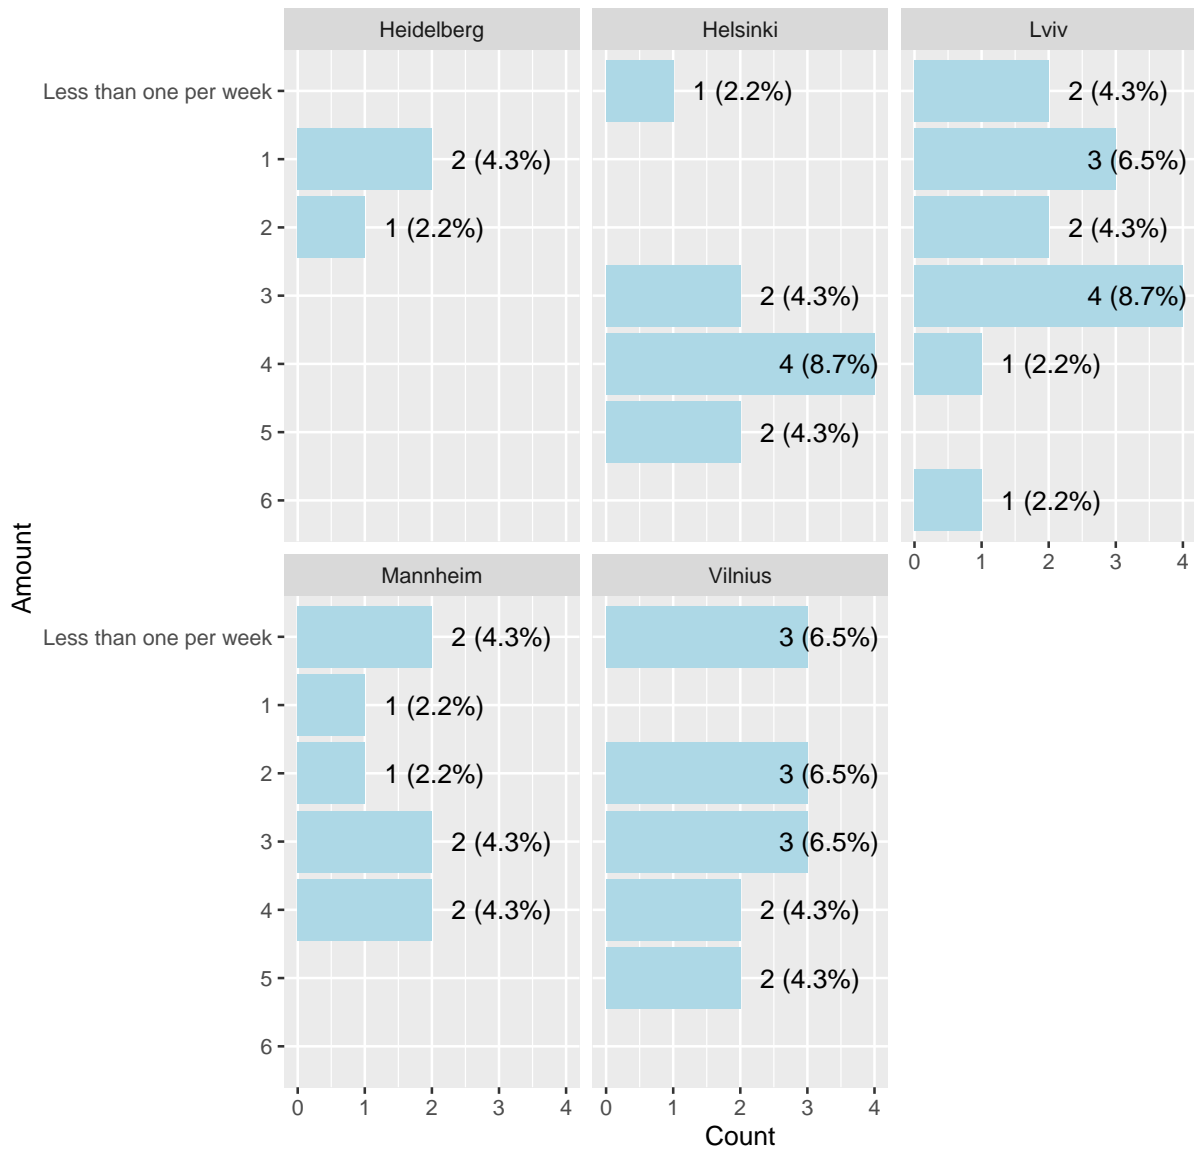 Heidelberg Helsinki Lviv
Less than one per week 1 (2.2%) 2 (4.3%)
1 2 (4.3%) 3 (6.5%)
2 1 (2.2%) 2 (4.3%)
3 2 (4.3%) 4 (8.7%)
4 4 (8.7%) 1 (2.2%)
5 2 (4.3%)
6 1 (2.2%)
0 1 2 3 4
Amount
Mannheim Vilnius
Less than one per week 2 (4.3%) 3 (6.5%)
1 1 (2.2%)
2 1 (2.2%) 3 (6.5%)
3 2 (4.3%) 3 (6.5%)
4 2 (4.3%) 2 (4.3%)
5 2 (4.3%)
6
0 1 2 3 4 0 1 2 3 4
Count